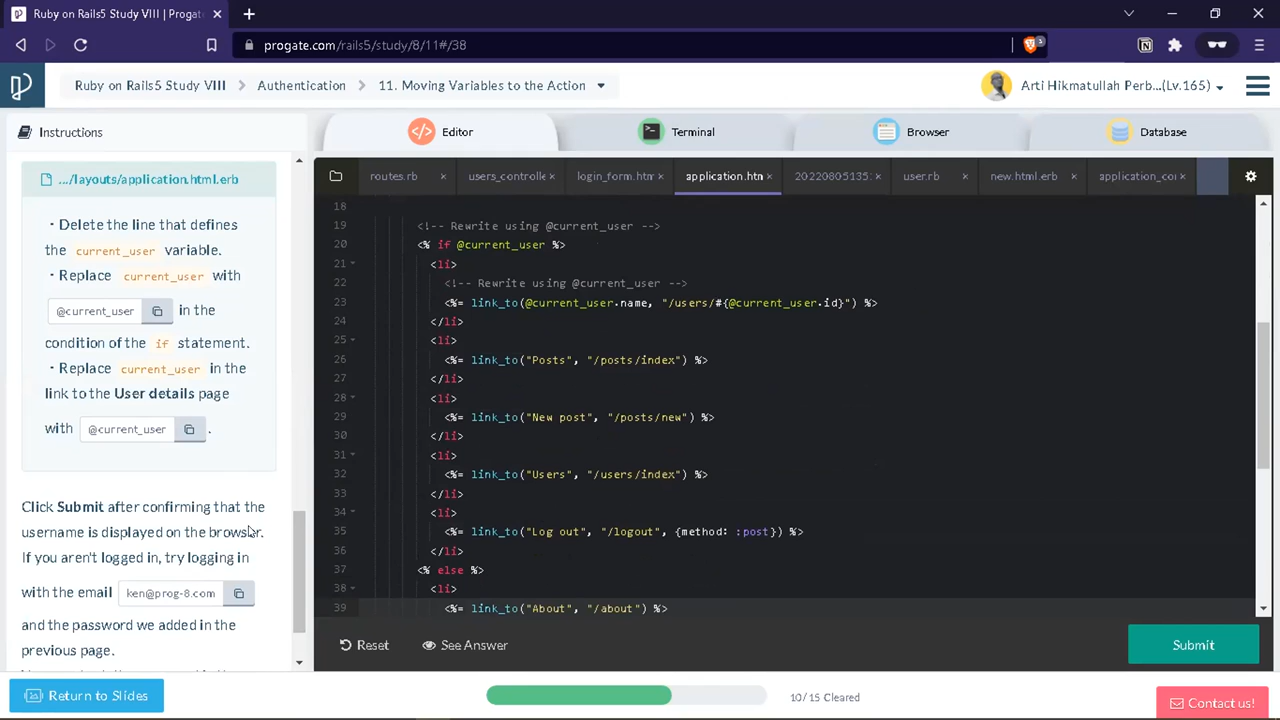 Ruby on Rails5 Study VIII | Progate
progate.com/rails5/study/8/11#/38
3
Ruby on Rails5 Study VIII
Authentication
11. Moving Variables to the Action
Arti Hikmatullah Perb...(Lv.165)
Instructions
Editor
Terminal
Browser
Database
.../layouts/application.html.erb
・Delete the line that defines
the current_user variable.
・Replace current_user with
@current_user in the
condition of the if statement.
・Replace current_user in the
link to the User details page
with @current_user .
Click Submit after confirming that the
username is displayed on the browser.
If you aren't logged in, try logging in
with the email ken@prog-8.com
and the password we added in the
previous page.
routes.rb
users_controlle
login_form.htm
application.htn
20220805135
user.rb
new.html.erb
application_coi
18
19 <!-- Rewrite using @current_user -->
20 <% if @current_user %>
21 <li>
22 <!-- Rewrite using @current_user -->
23 <%= link_to(@current_user.name, "/users/#{@current_user.id}") %>
24 </li>
25 <li>
26 <%= link_to("Posts", "/posts/index") %>
27 </li>
28 <li>
29 <%= link_to("New post", "/posts/new") %>
30 </li>
31 <li>
32 <%= link_to("Users", "/users/index") %>
33 </li>
34 <li>
35 <%= link_to("Log out", "/logout", {method: :post}) %>
36 </li>
37 <% else %>
38 <li>
39 <%= link_to("About", "/about") %>
Reset
See Answer
Submit
Return to Slides
10/15 Cleared
Contact us!